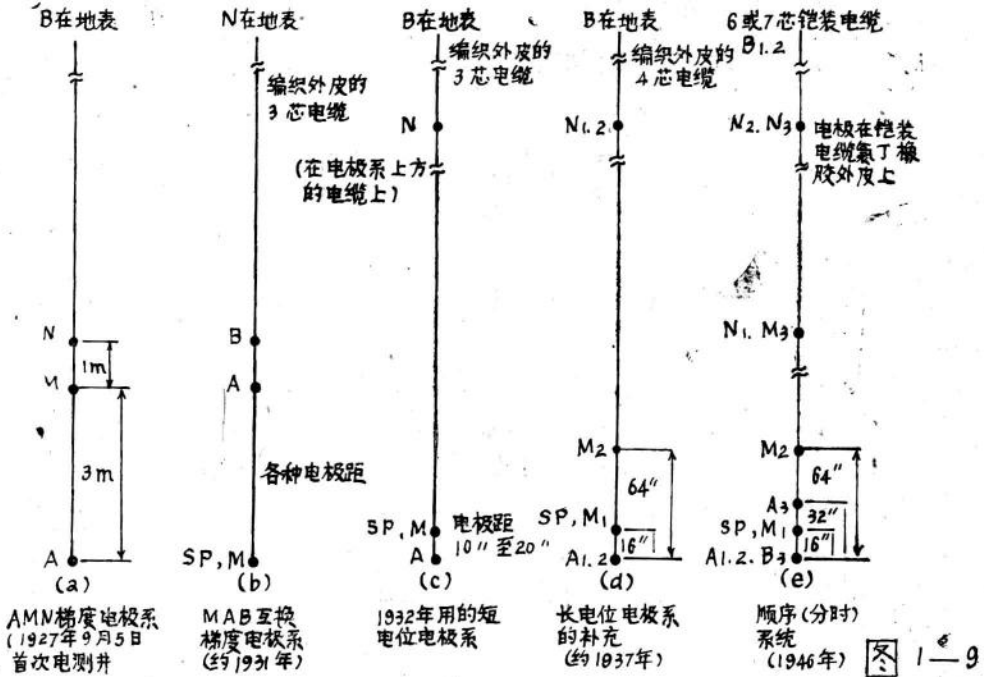 B在地表
N在地表
B在地表
B在地表
6或7芯铠装电缆
B1.2
编织外皮的
3芯电缆
编织外皮的
3芯电缆
编织外皮的
4芯电缆
N
N1.2
N2. N3
电极在铠装
电缆氯丁橡
胶外皮上
(在电极系上方
的电缆上)
N
1m
M
3m
A
B
A
各种电极距
SP, M
SP, M
A
电极距
10" 至20"
M2
64"
SP, M1
16"
A1.2
N1. M3
M2
64"
A3
32"
SP, M1
16"
A1.2. B3
(a)
(b)
(c)
(d)
(e)
AMN梯度电极系
(1927年9月5日
首次电测井
MAB互换
梯度电极系
(约1931年)
1932年用的短
电位电极系
长电位电极系
的补充
(约1937年)
顺序(分时)
系统
(1946年)
图 1—9